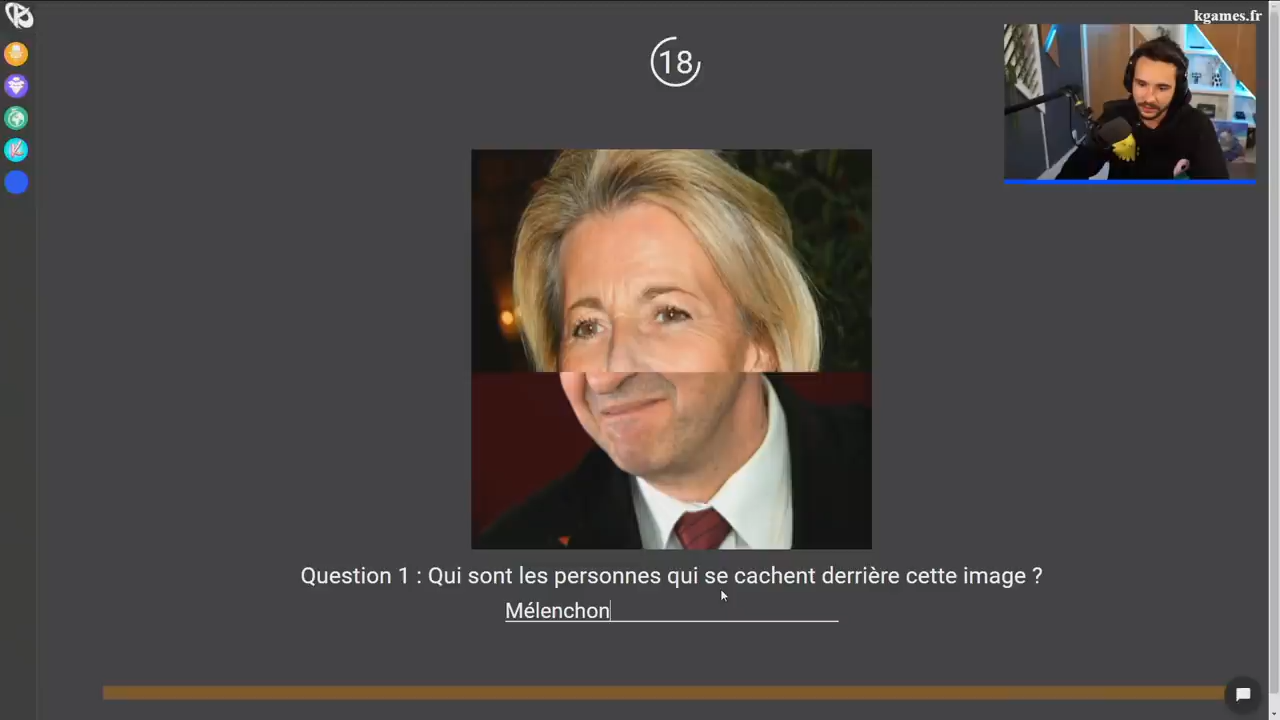 kgames.fr
18
Question 1 : Qui sont les personnes qui se cachent derrière cette image ?
Mélenchon